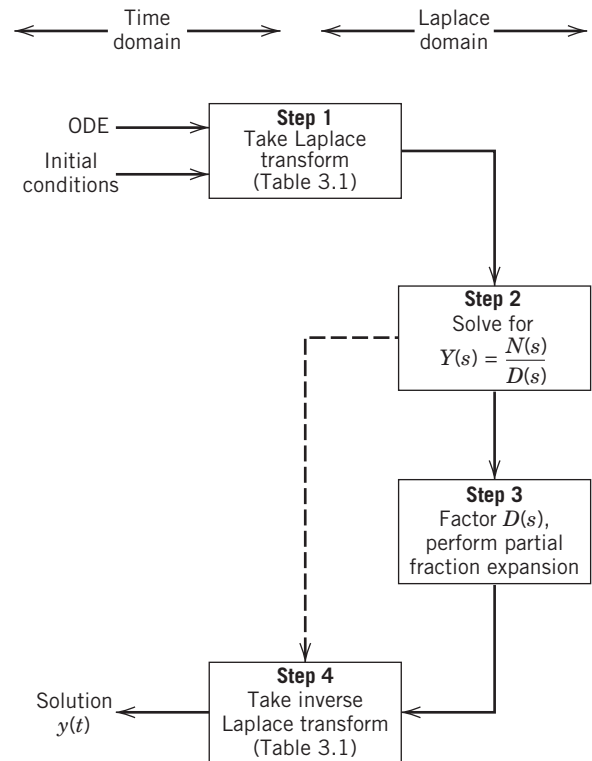 Time
domain
Laplace
domain
ODE
Initial
conditions
Step 1
Take Laplace
transform
(Table 3.1)
Step 2
Solve for
Y(s) = N(s)/D(s)
Step 3
Factor D(s),
perform partial
fraction expansion
Step 4
Take inverse
Laplace transform
(Table 3.1)
Solution
y(t)